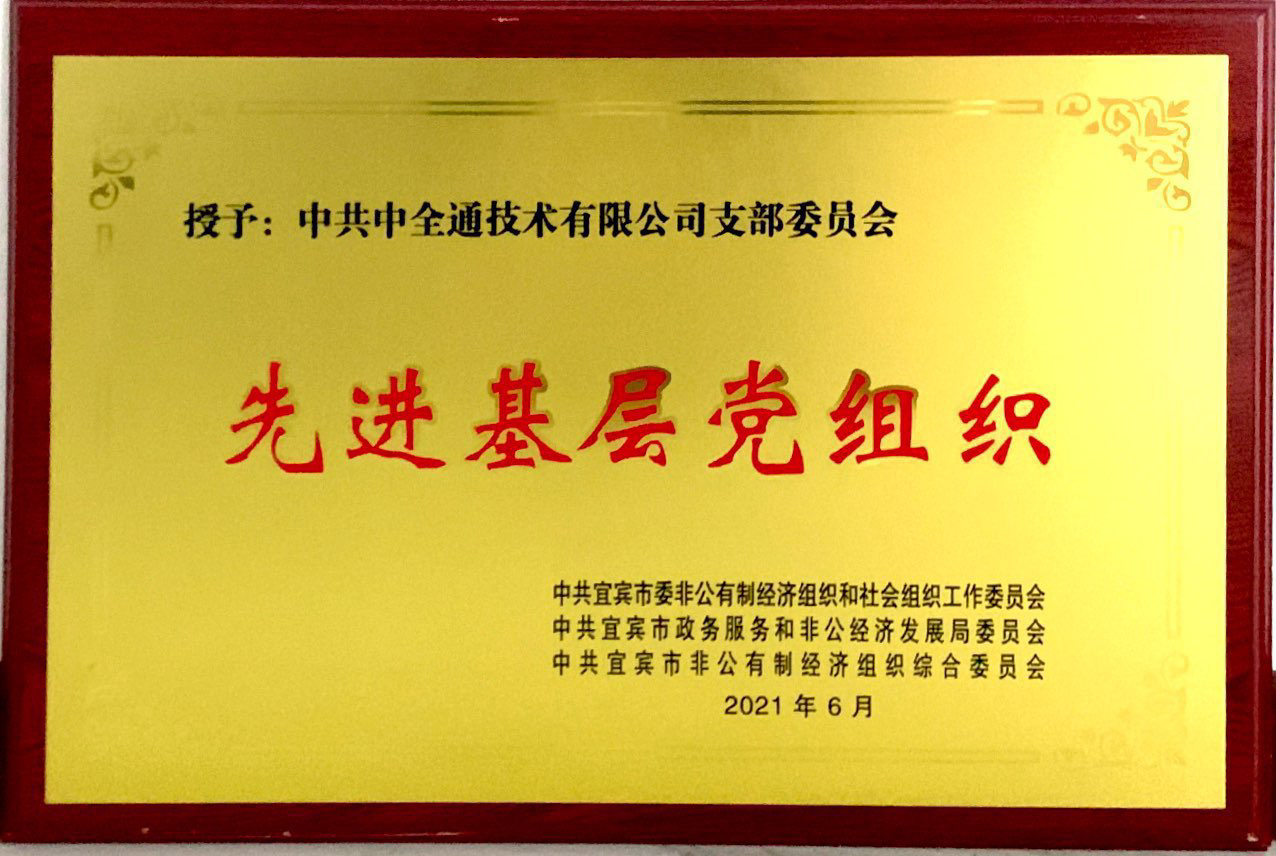 授予：中共中全通技术有限公司支部委员会
先进基层党组织
中共宜宾市委非公有制经济组织和社会组织工作委员会
中共宜宾市政务服务和非公经济发展局委员会
中共宜宾市非公有制经济组织综合委员会
2021年6月